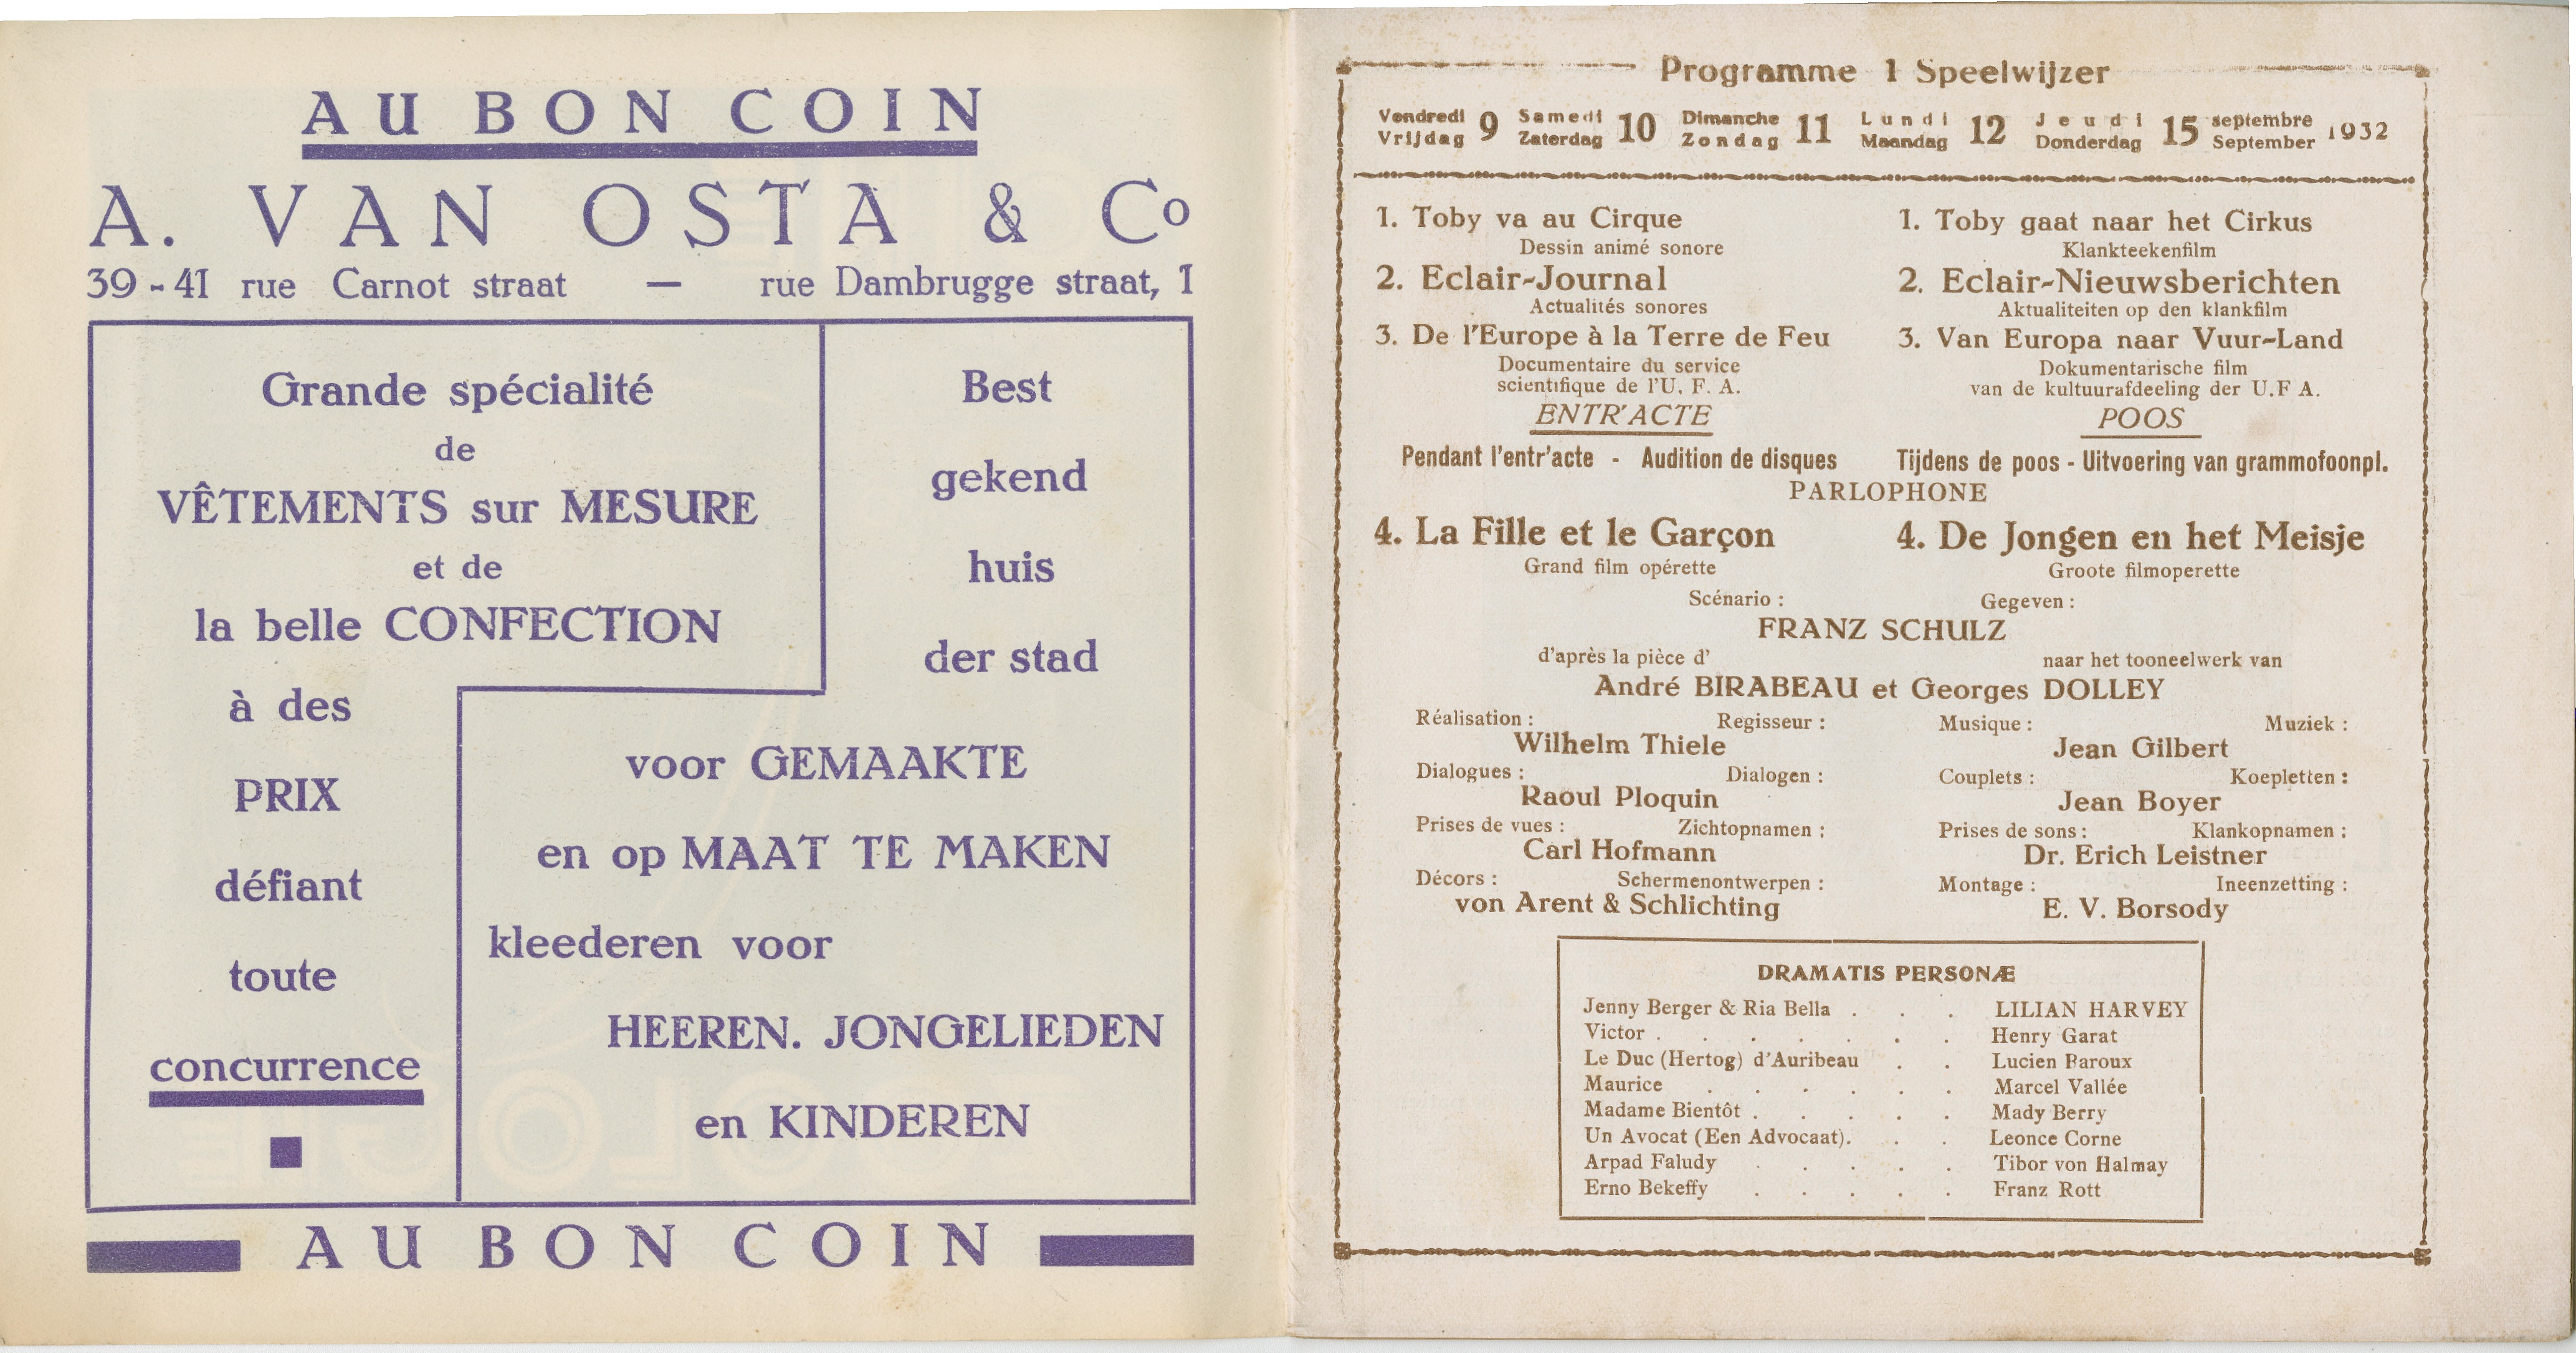 AU BON COIN
A. VAN OSTA & Co
39-41 rue Carnot straat — rue Dambrugge straat, 1
Grande spécialité
de
VÊTEMENTS sur MESURE
et de
la belle CONFECTION
à des
PRIX
défiant
toute
concurrence
Best
gekend
huis
der stad
voor GEMAAKTE
en op MAAT TE MAKEN
kleederen voor
HEEREN. JONGELIEDEN
en KINDEREN
AU BON COIN
Programme 1 Speelwijzer
Vendredi 9 Samedi 10 Dimanche 11 Lundi 12 Jeudi 15 septembre 1932
Vrijdag Zaterdag Zondag Maandag Donderdag September
1. Toby va au Cirque
Dessin animé sonore
2. Eclair-Journal
Actualités sonores
3. De l'Europe à la Terre de Feu
Documentaire du service
scientifique de l'U. F. A.
ENTR'ACTE
Pendant l'entr'acte - Audition de disques
1. Toby gaat naar het Cirkus
Klankteekenfilm
2. Eclair-Nieuwsberichten
Aktualiteiten op den klankfilm
3. Van Europa naar Vuur-Land
Dokumentarische film
van de kultuurafdeeling der U.F A.
POOS
Tijdens de poos - Uitvoering van grammofoonpl.
PARLOPHONE
4. La Fille et le Garçon
Grand film opérette
4. De Jongen en het Meisje
Groote filmoperette
Scénario : Gegeven :
FRANZ SCHULZ
d'après la pièce d' naar het tooneelwerk van
André BIRABEAU et Georges DOLLEY
Réalisation : Regisseur : Musique : Muziek :
Wilhelm Thiele Jean Gilbert
Dialogues : Dialogen : Couplets : Koepletten :
Raoul Ploquin Jean Boyer
Prises de vues : Zichtopnamen : Prises de sons : Klankopnamen :
Carl Hofmann Dr. Erich Leistner
Décors : Schermenontwerpen : Montage : Ineenzetting :
von Arent & Schlichting E. V. Borsody
DRAMATIS PERSONÆ
Jenny Berger & Ria Bella . . . LILIAN HARVEY
Victor . . . . . . . Henry Garat
Le Duc (Hertog) d'Auribeau . . Lucien Baroux
Maurice . . . . . . Marcel Vallée
Madame Bientôt . . . . . Mady Berry
Un Avocat (Een Advocaat). . . Leonce Corne
Arpad Faludy . . . . . Tibor von Halmay
Erno Bekeffy . . . . . Franz Rott